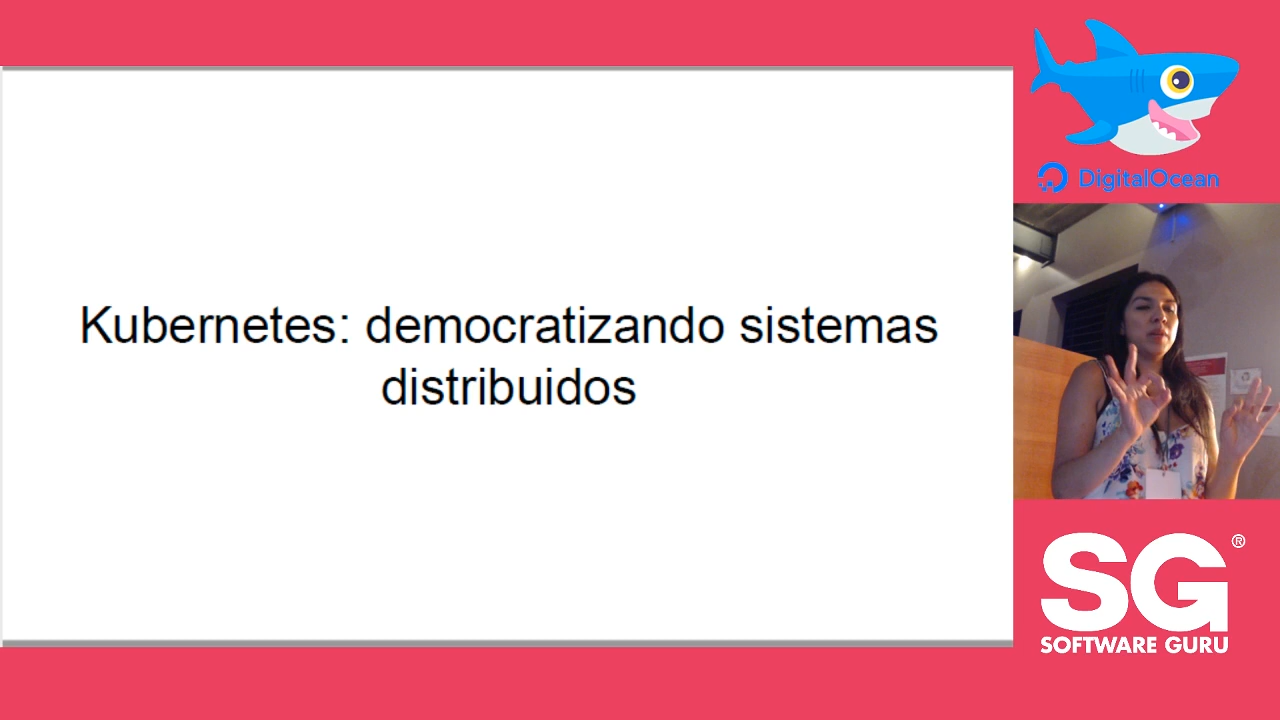 Kubernetes: democratizando sistemas
distribuidos
DigitalOcean
SG®
SOFTWARE GURU